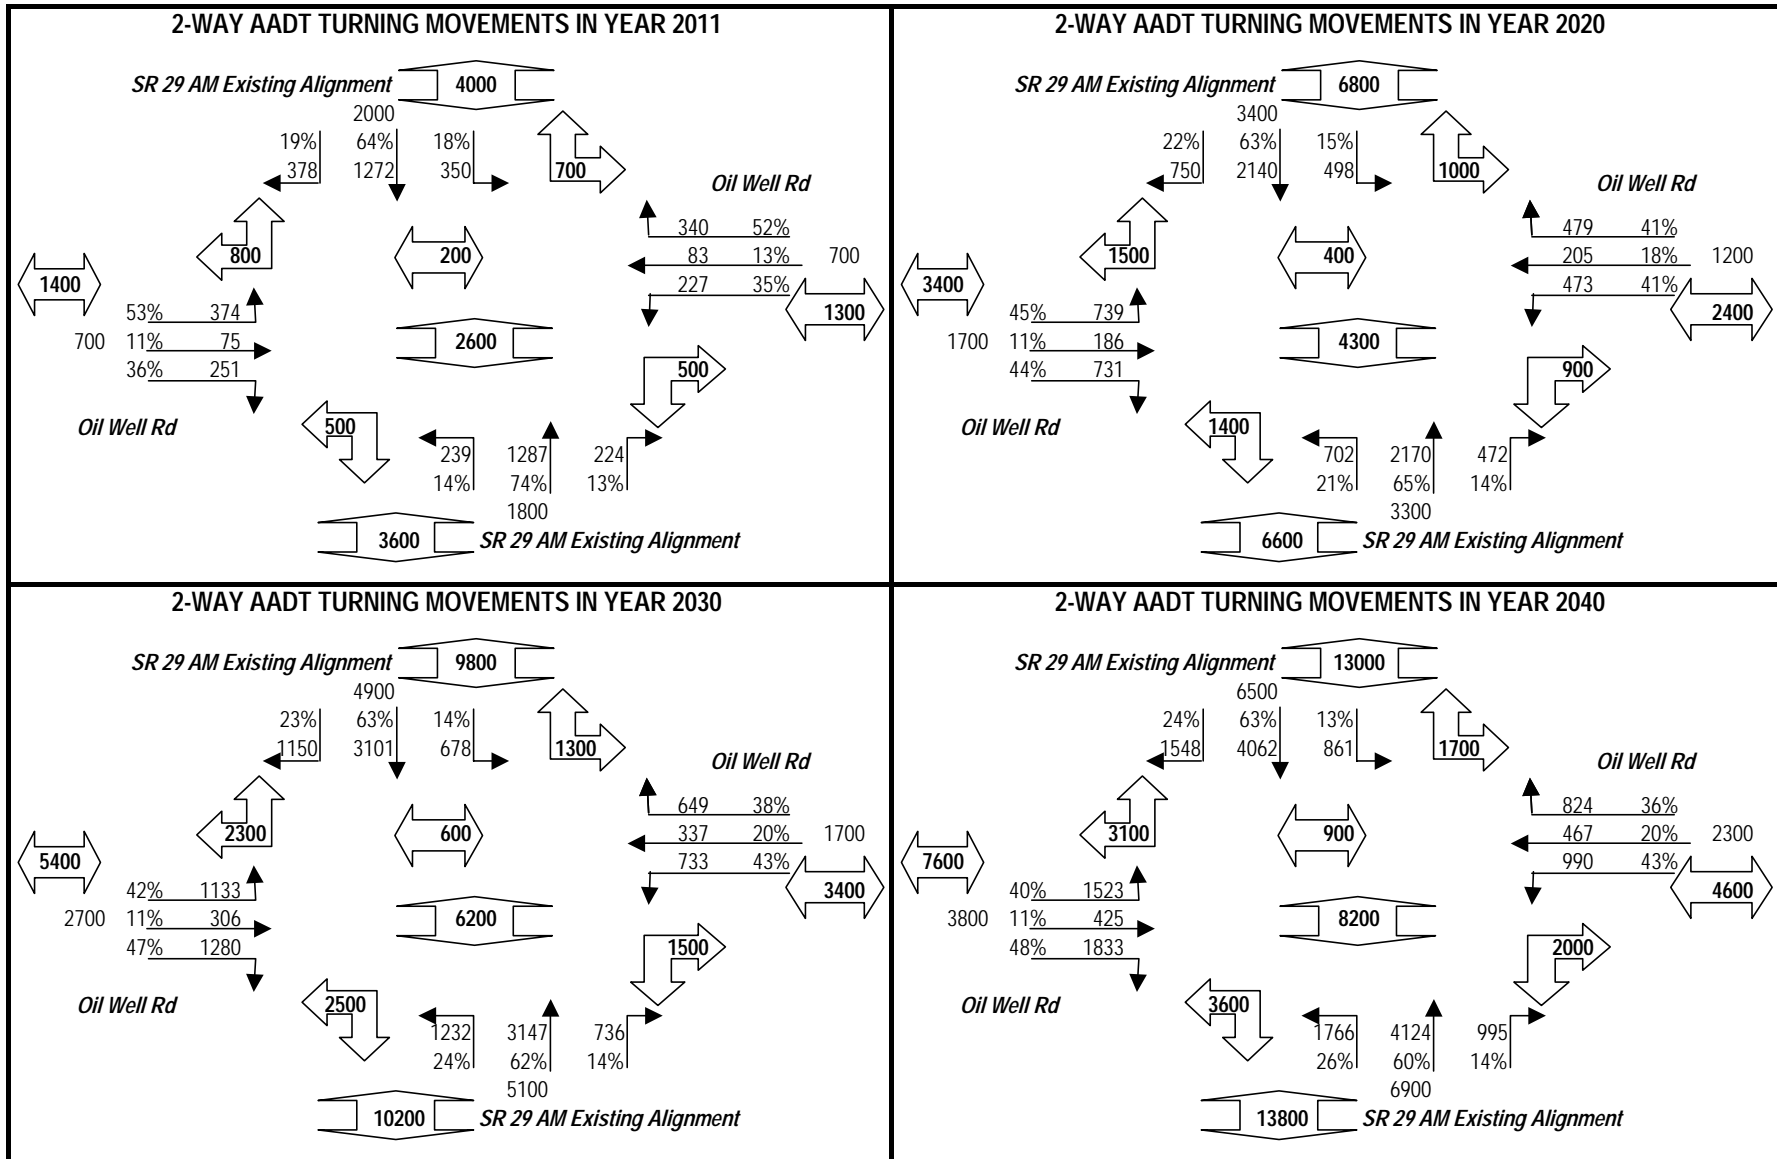 2-WAY AADT TURNING MOVEMENTS IN YEAR 2011
SR 29 AM Existing Alignment 4000
2000
19% 64% 18%
378 1272 350 700
Oil Well Rd
340 52%
800 200 83 13% 700
1400 227 35%
1300
53% 374
700 11% 75 2600
36% 251 500
Oil Well Rd 500
239 1287 224
14% 74% 13%
1800
3600 SR 29 AM Existing Alignment
2-WAY AADT TURNING MOVEMENTS IN YEAR 2020
SR 29 AM Existing Alignment 6800
3400
22% 63% 15%
750 2140 498 1000
Oil Well Rd
479 41%
1500 400 205 18% 1200
3400 473 41%
2400
45% 739
1700 11% 186 4300
44% 731 900
Oil Well Rd 1400
702 2170 472
21% 65% 14%
3300
6600 SR 29 AM Existing Alignment
2-WAY AADT TURNING MOVEMENTS IN YEAR 2030
SR 29 AM Existing Alignment 9800
4900
23% 63% 14%
1150 3101 678 1300
Oil Well Rd
649 38%
2300 600 337 20% 1700
5400 733 43%
3400
42% 1133
2700 11% 306 6200
47% 1280 1500
Oil Well Rd 2500
1232 3147 736
24% 62% 14%
5100
10200 SR 29 AM Existing Alignment
2-WAY AADT TURNING MOVEMENTS IN YEAR 2040
SR 29 AM Existing Alignment 13000
6500
24% 63% 13%
1548 4062 861 1700
Oil Well Rd
824 36%
3100 900 467 20% 2300
7600 990 43%
4600
40% 1523
3800 11% 425 8200
48% 1833 2000
Oil Well Rd 3600
1766 4124 995
26% 60% 14%
6900
13800 SR 29 AM Existing Alignment